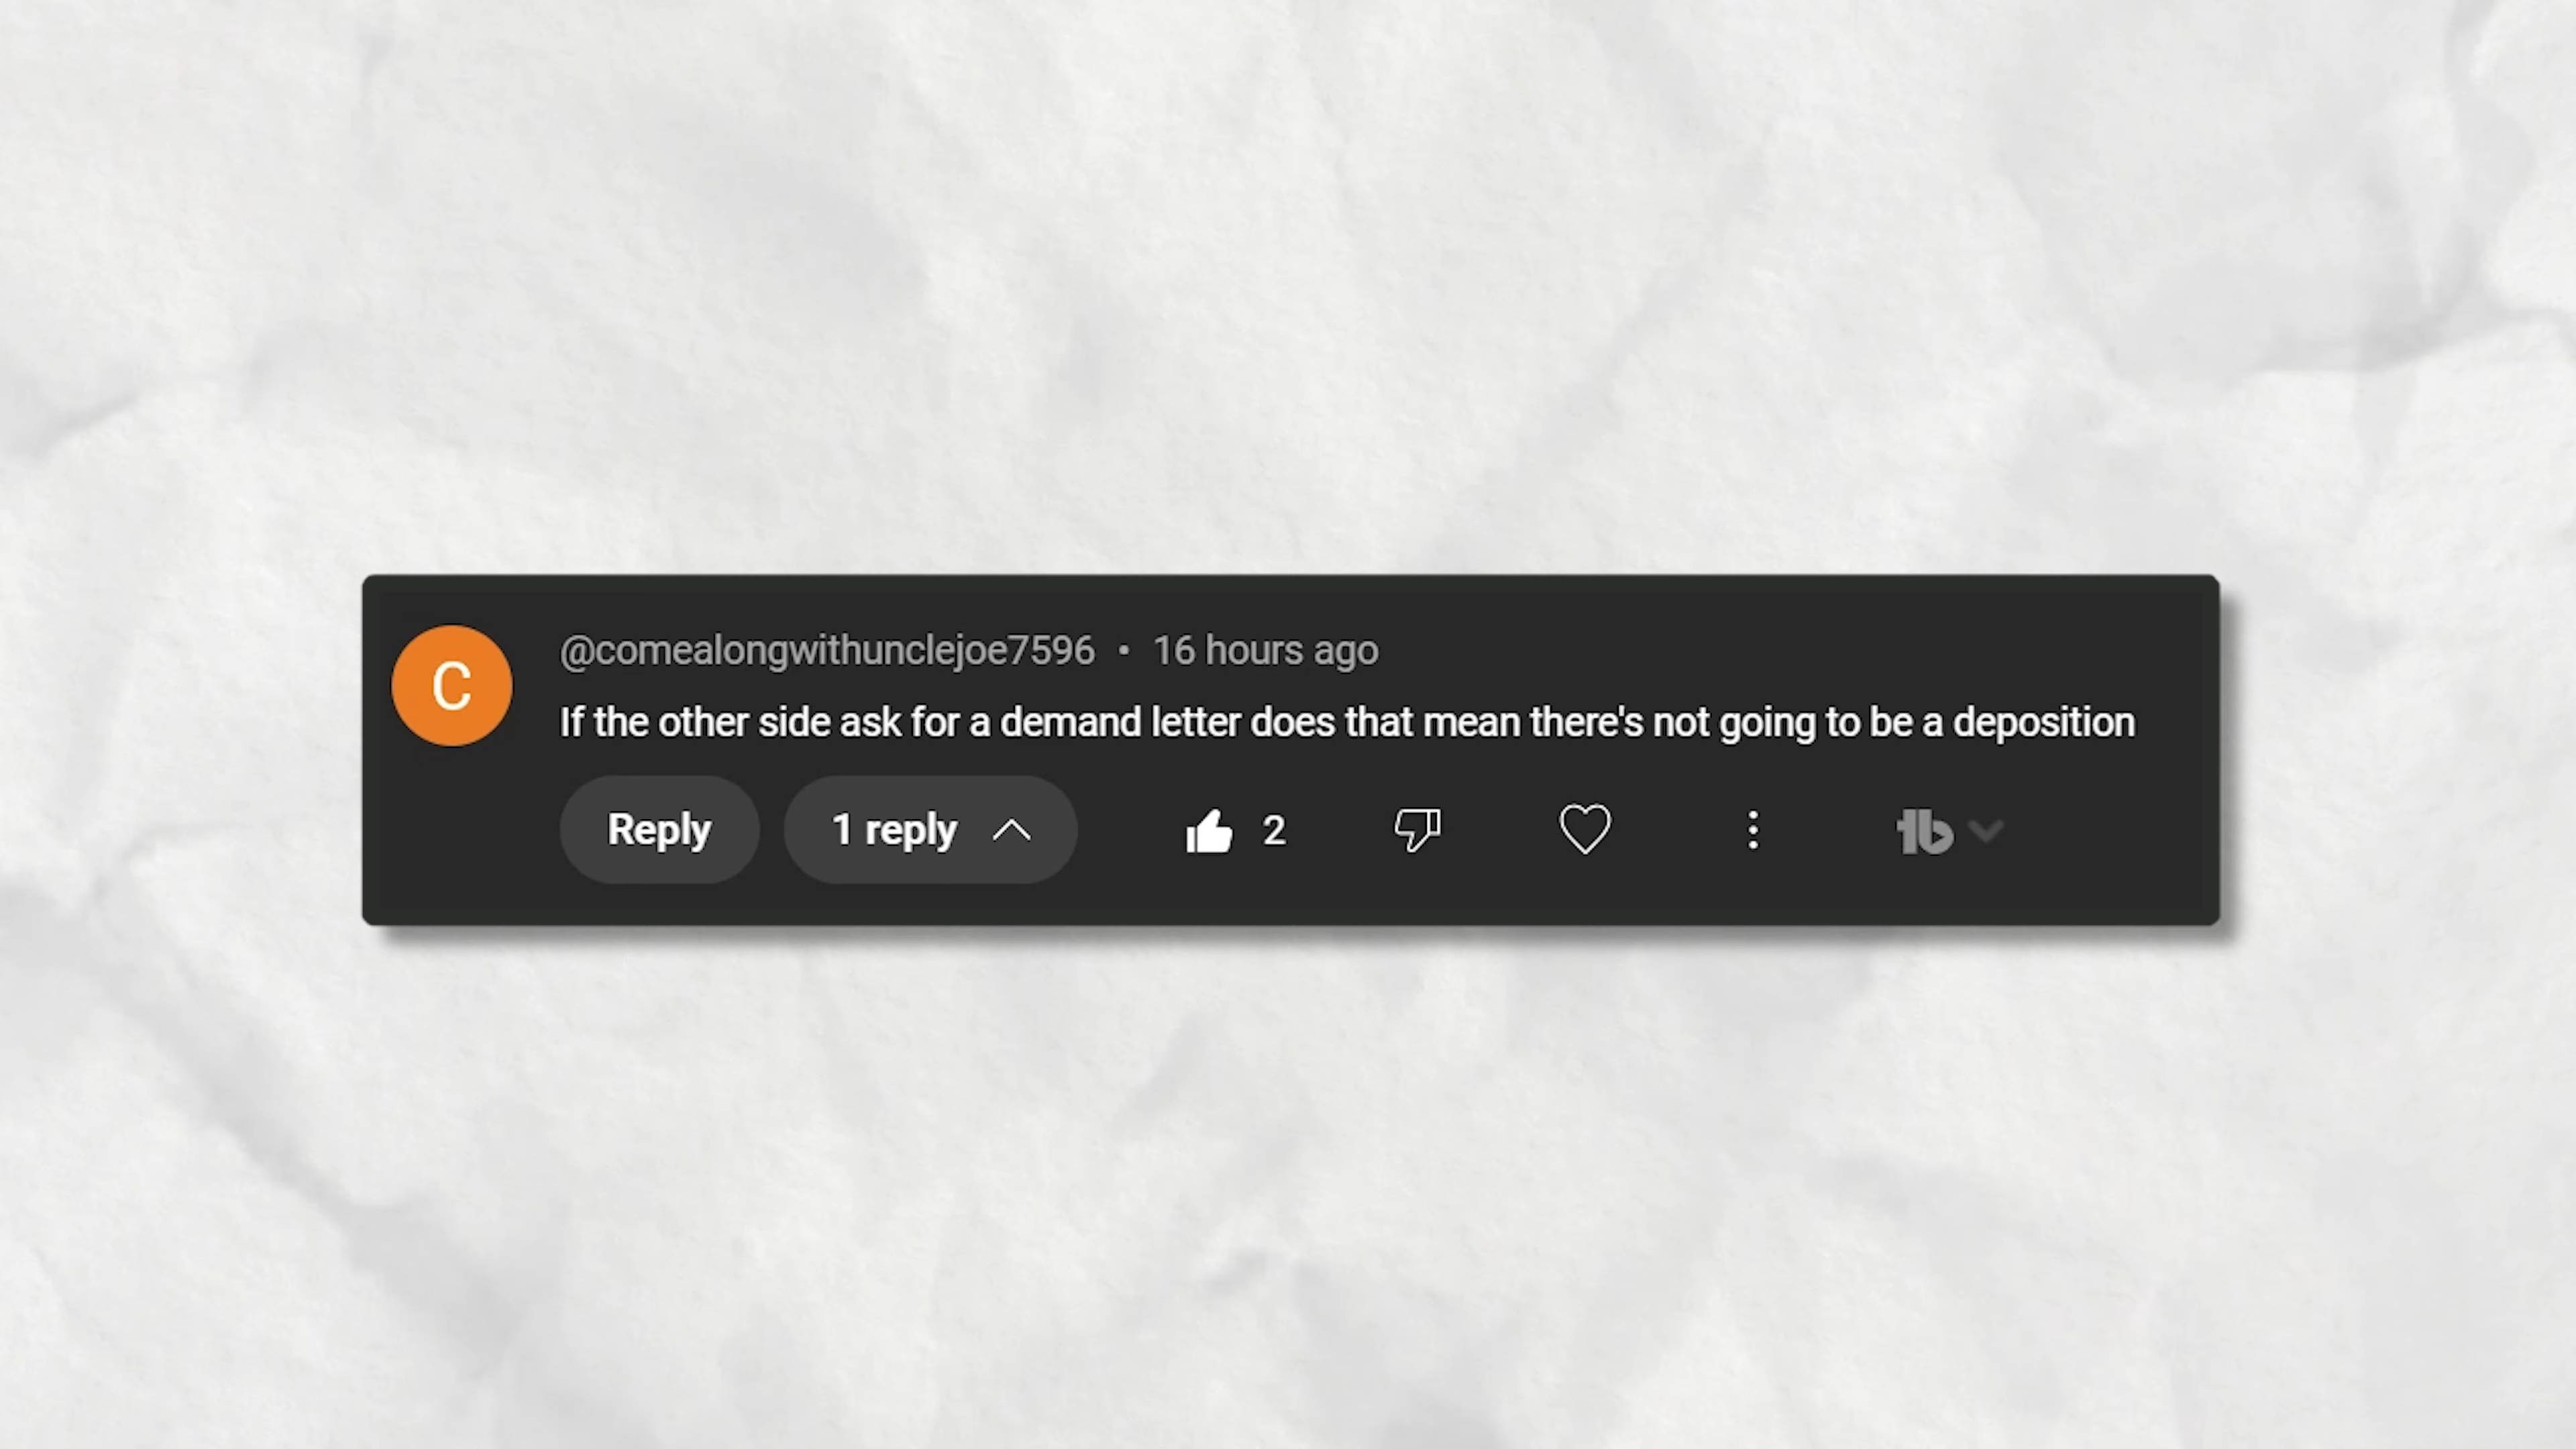 C
@comealongwithunclejoe7596 • 16 hours ago
If the other side ask for a demand letter does that mean there's not going to be a deposition
Reply 1 reply 2 tb